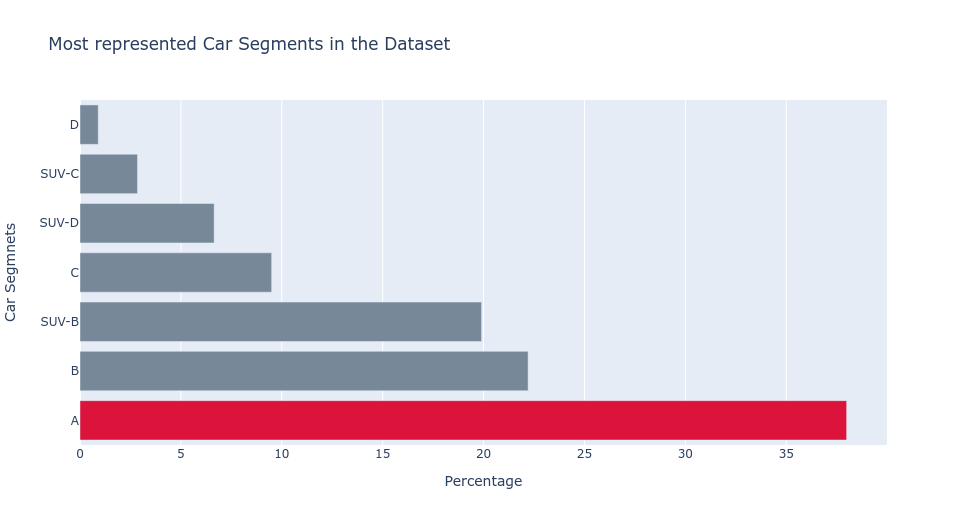 Most represented Car Segments in the Dataset
D
SUV-C
SUV-D
C
SUV-B
B
A
Car Segmnets
0 5 10 15 20 25 30 35
Percentage